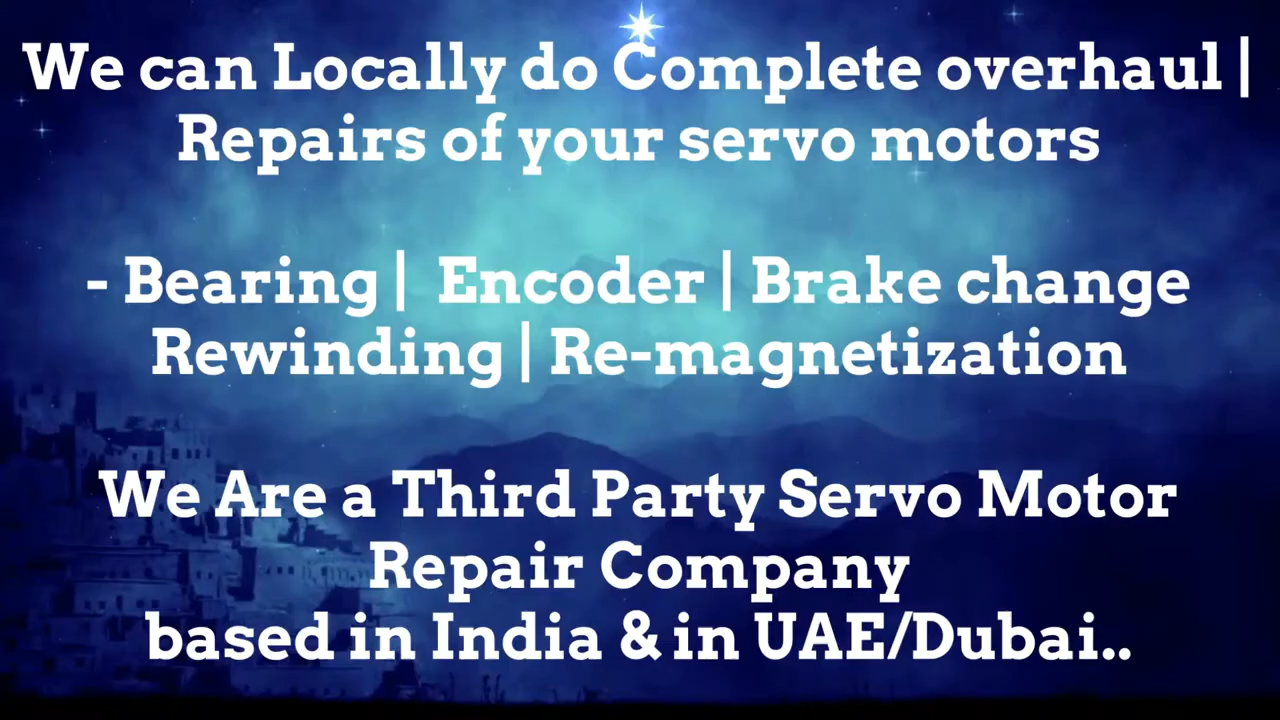 We can Locally do Complete overhaul |
Repairs of your servo motors
- Bearing | Encoder | Brake change
Rewinding | Re-magnetization
We Are a Third Party Servo Motor
Repair Company
based in India & in UAE/Dubai..